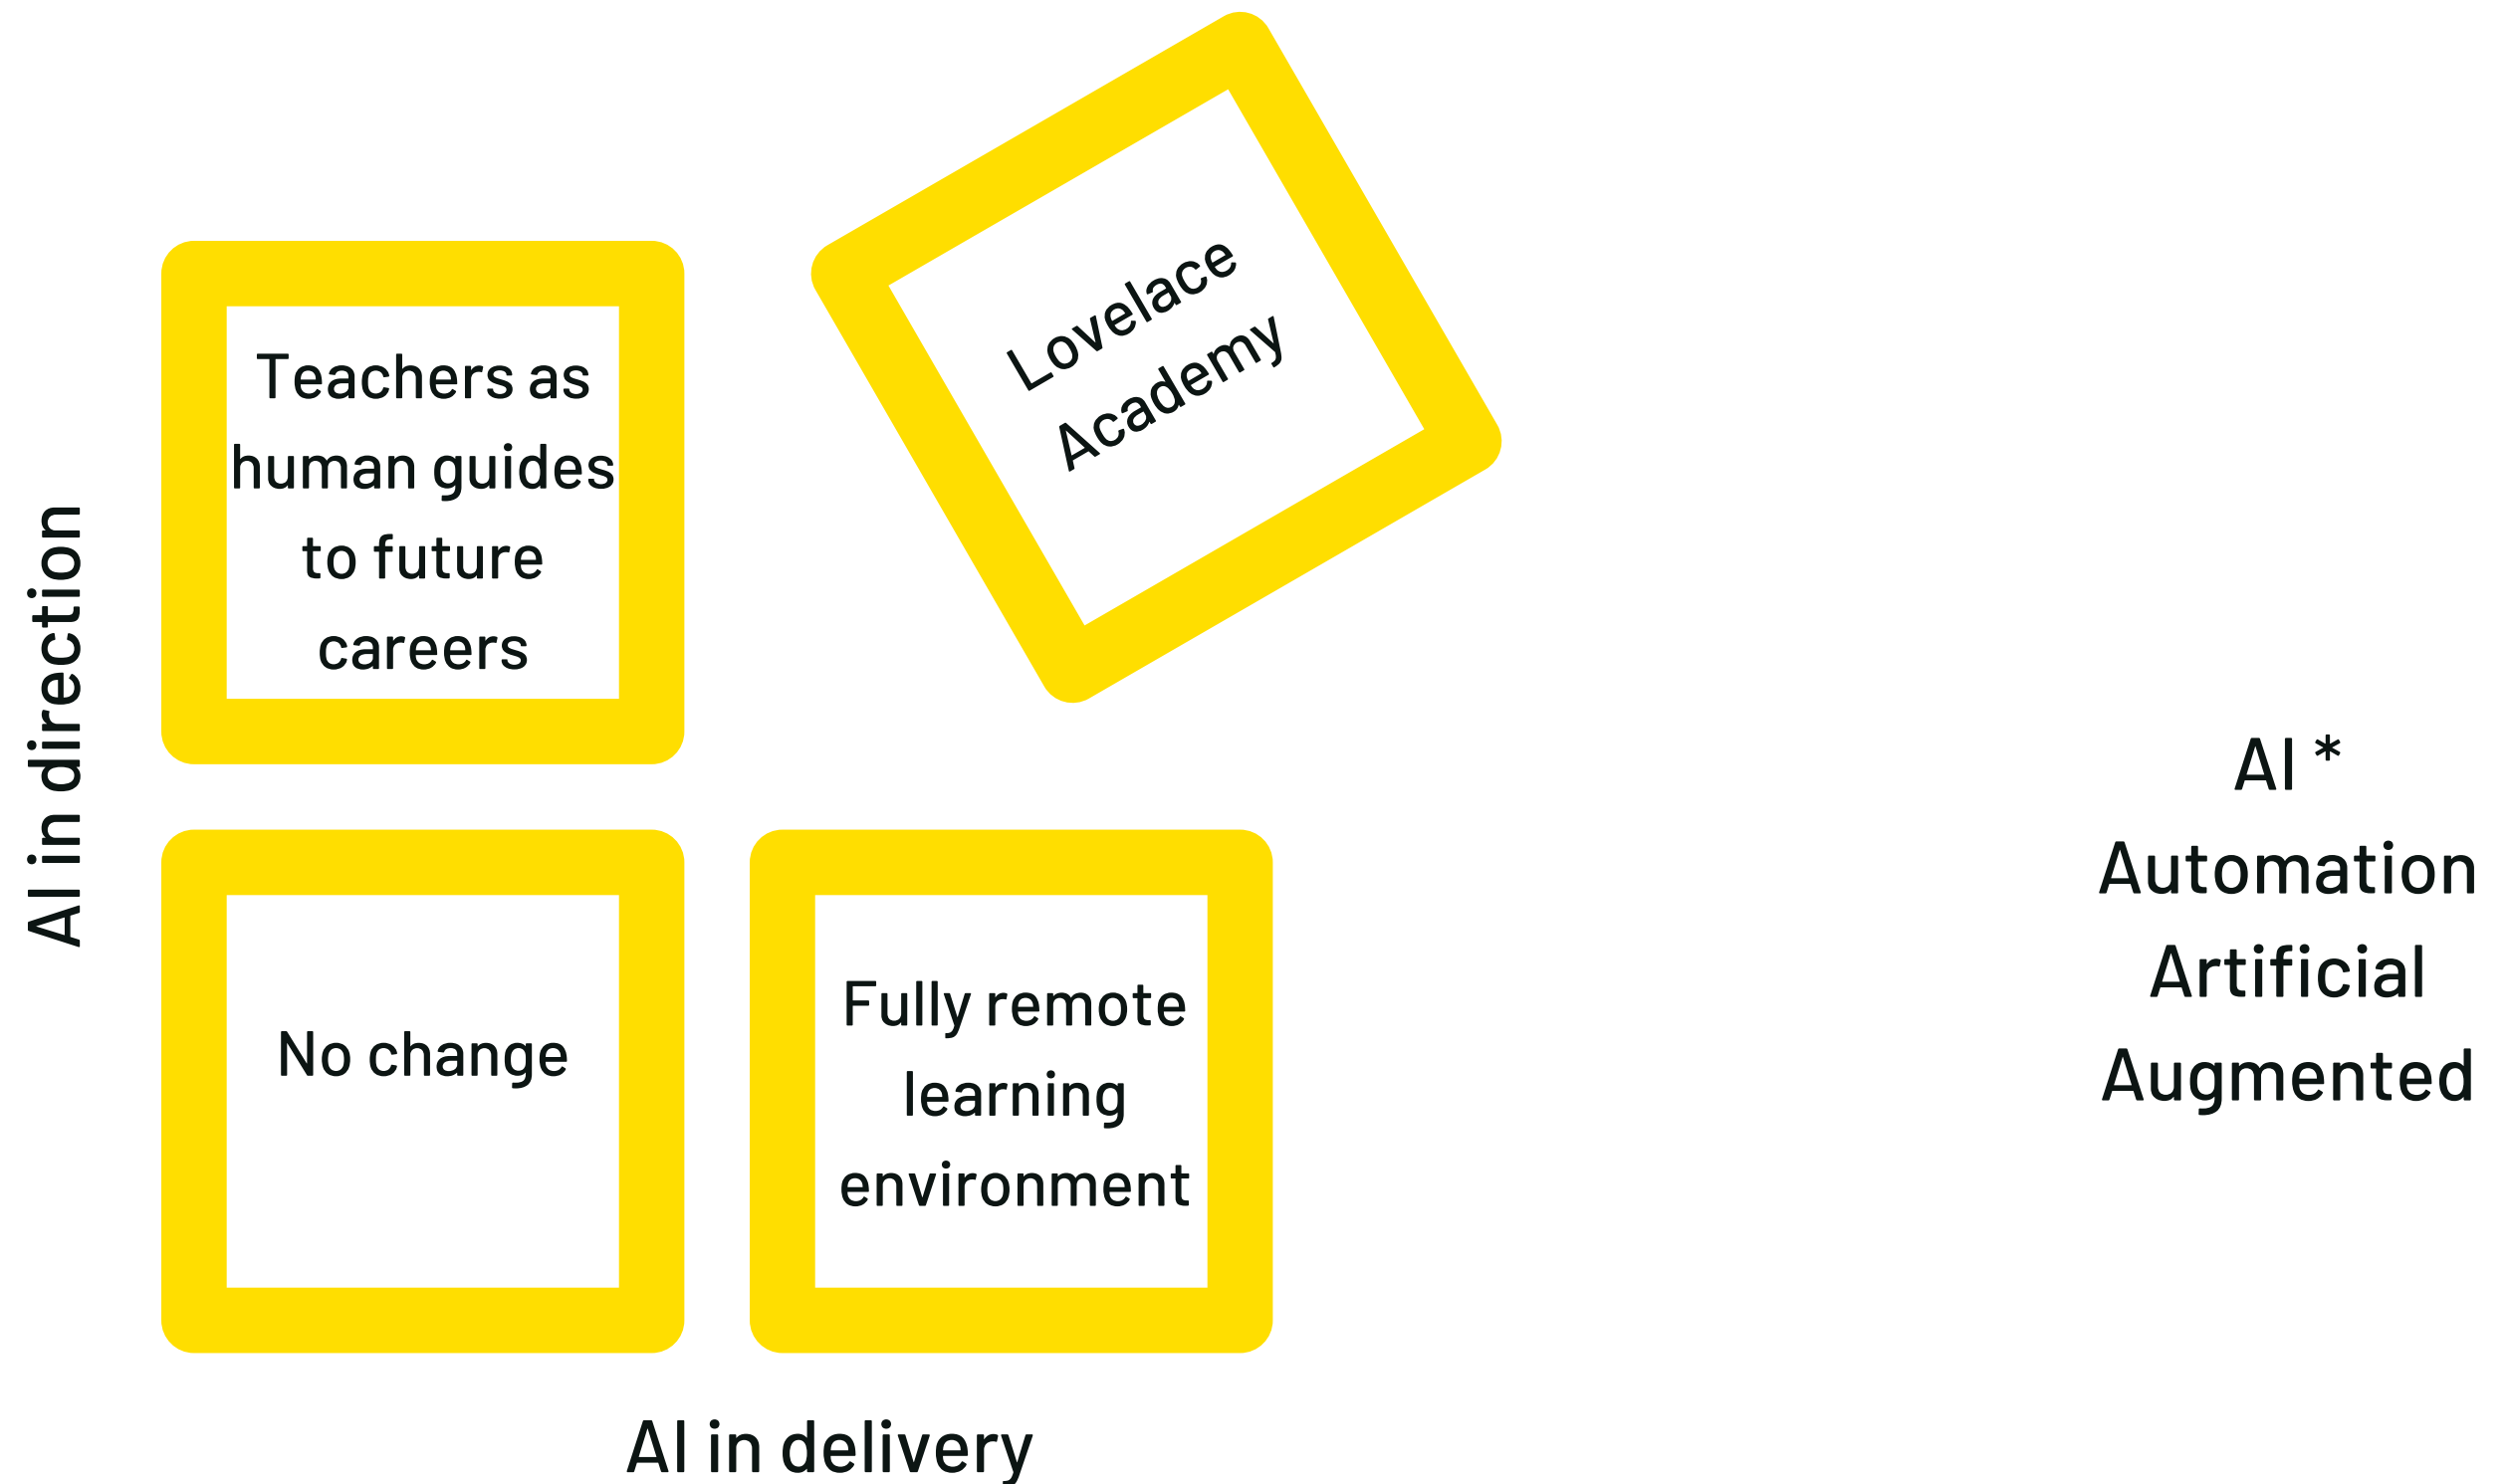 AI in direction
Teachers as
human guides
to future
careers
Lovelace
Academy
No change
Fully remote
learning
environment
AI in delivery
AI *
Automation
Artificial
Augmented